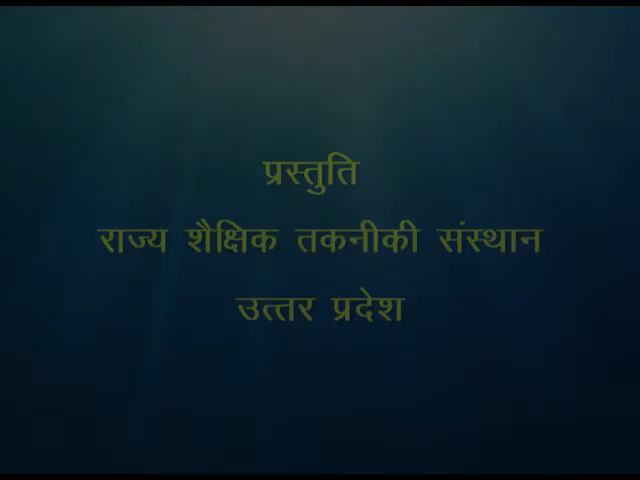 प्रस्तुति
राज्य शैक्षिक तकनीकी संस्थान
उत्तर प्रदेश